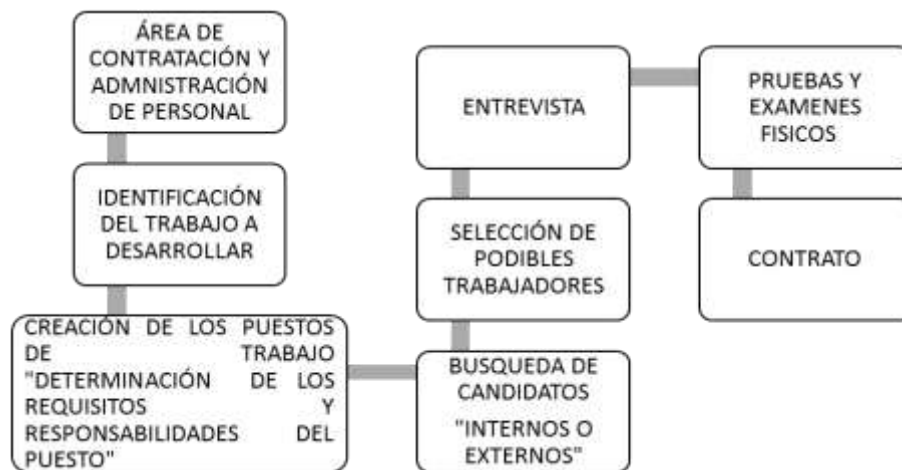 ÁREA DE
CONTRATACIÓN Y
ADMNISTRACIÓN
DE PERSONAL
IDENTIFICACIÓN
DEL TRABAJO A
DESARROLLAR
CREACIÓN DE LOS PUESTOS
DE TRABAJO
"DETERMINACIÓN DE LOS
REQUISITOS Y
RESPONSABILIDADES DEL
PUESTO"
BUSQUEDA DE
CANDIDATOS
"INTERNOS O
EXTERNOS"
SELECCIÓN DE
PODIBLES
TRABAJADORES
ENTREVISTA
PRUEBAS Y
EXAMENES
FISICOS
CONTRATO